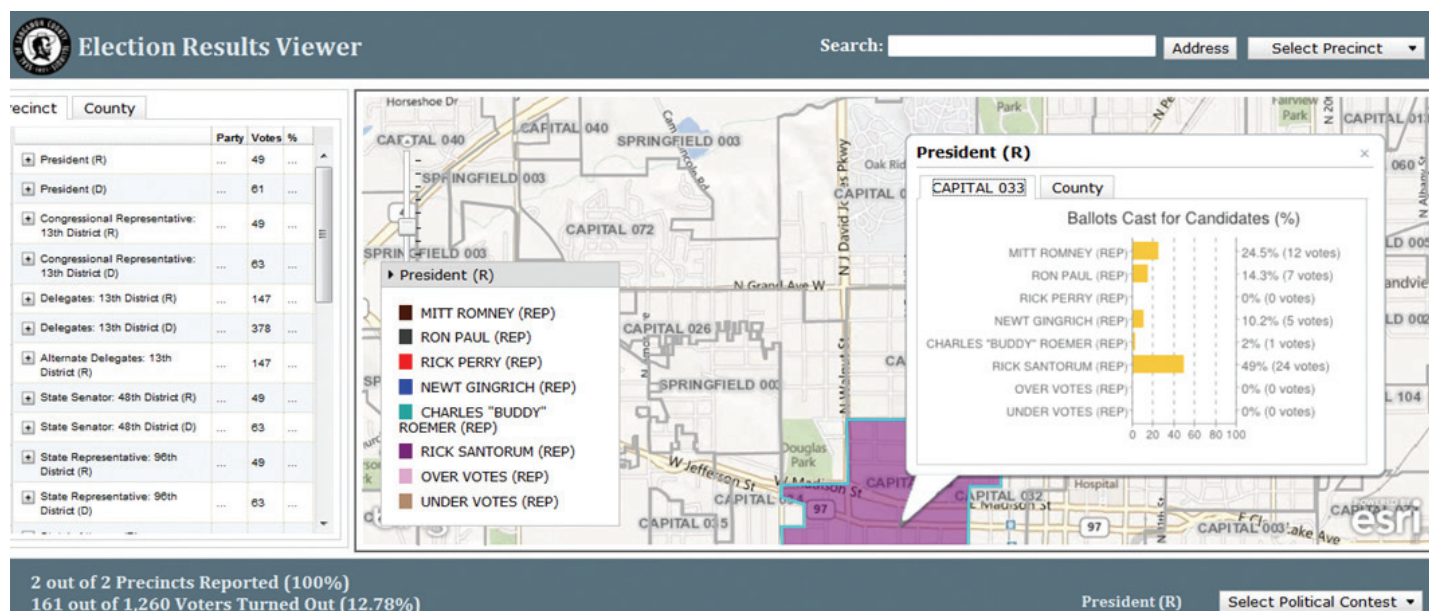 Election Results Viewer
Search:
Address
Select Precinct
ecinct
County
Party Votes %
President (R) ... 49 ...
President (D) ... 61 ...
Congressional Representative:
13th District (R) ... 49 ...
Congressional Representative:
13th District (D) ... 63 ...
Delegates: 13th District (R) ... 147 ...
Delegates: 13th District (D) ... 378 ...
Alternate Delegates: 13th
District (R) ... 147 ...
State Senator: 48th District (R) ... 49 ...
State Senator: 48th District (D) ... 63 ...
State Representative: 96th
District (R) ... 49 ...
State Representative: 96th
District (D) ... 63 ...
Horseshoe Dr
CAPITAL 040
CAPITAL 040
SPRINGFIELD 003
SPRINGFIELD 003
CAPITAL 072
SPRINGFIELD 003
N J David Jones Pkwy
Oak Rid
Park
Fairview
Park
N Grand Ave W
CAPITAL 026
SPRINGFIELD 00
N Walnut St
Douglas
Park
W Jefferson St
W Madison St
CAPITAL 035
97
CAPITAL 032
E Madison St
Hospital
97
N 11th St
CAPITAL 003
E Clear Lake Ave
060
LD 005
LD 002
L 104
President (R)
MITT ROMNEY (REP)
RON PAUL (REP)
RICK PERRY (REP)
NEWT GINGRICH (REP)
CHARLES "BUDDY"
ROEMER (REP)
RICK SANTORUM (REP)
OVER VOTES (REP)
UNDER VOTES (REP)
President (R)
×
CAPITAL 033
County
Ballots Cast for Candidates (%)
MITT ROMNEY (REP) 24.5% (12 votes)
RON PAUL (REP) 14.3% (7 votes)
RICK PERRY (REP) 0% (0 votes)
NEWT GINGRICH (REP) 10.2% (5 votes)
CHARLES "BUDDY" ROEMER (REP) 2% (1 votes)
RICK SANTORUM (REP) 49% (24 votes)
OVER VOTES (REP) 0% (0 votes)
UNDER VOTES (REP) 0% (0 votes)
0 20 40 60 80 100
POWERED BY
esri
2 out of 2 Precincts Reported (100%)
161 out of 1,260 Voters Turned Out (12.78%)
President (R)
Select Political Contest